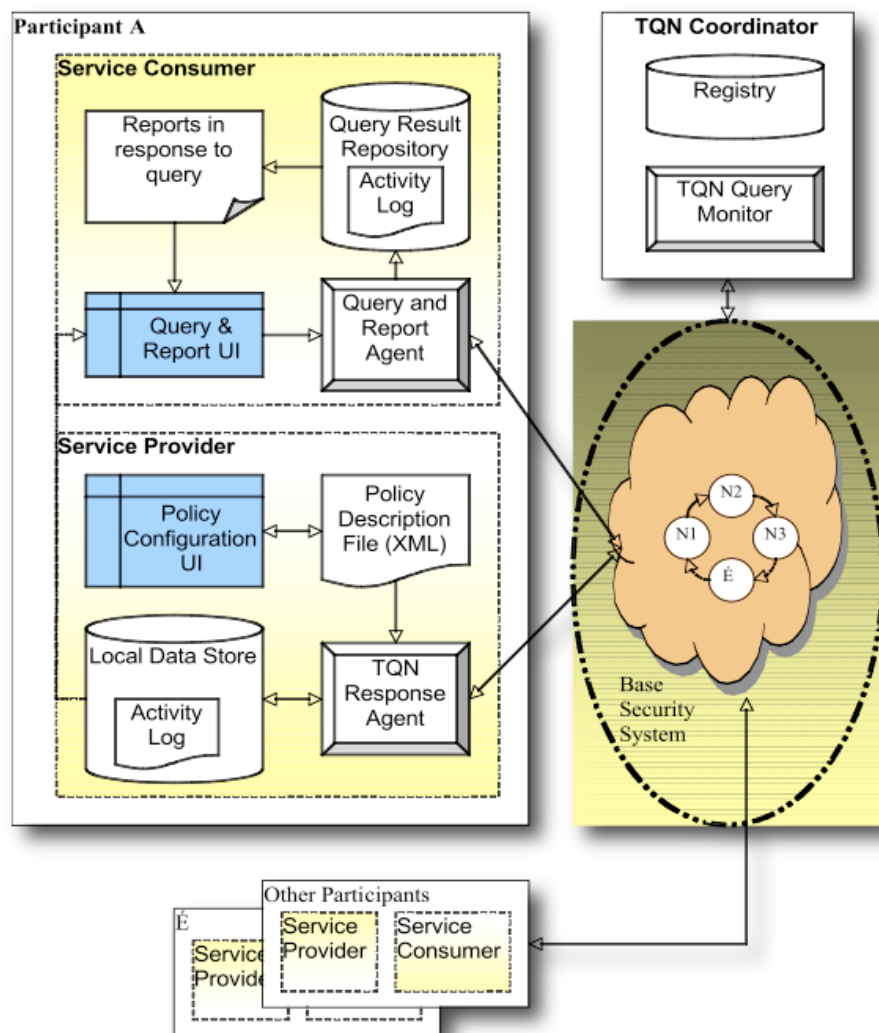 Participant A
Service Consumer
Reports in
response to
query
Query Result
Repository
Activity
Log
Query &
Report UI
Query and
Report
Agent
Service Provider
Policy
Configuration
UI
Policy
Description
File (XML)
Local Data Store
Activity
Log
TQN
Response
Agent
TQN Coordinator
Registry
TQN Query
Monitor
N2
N1
N3
É
Base
Security
System
Other Participants
Service
Provider
Service
Consumer
É
Service
Provide